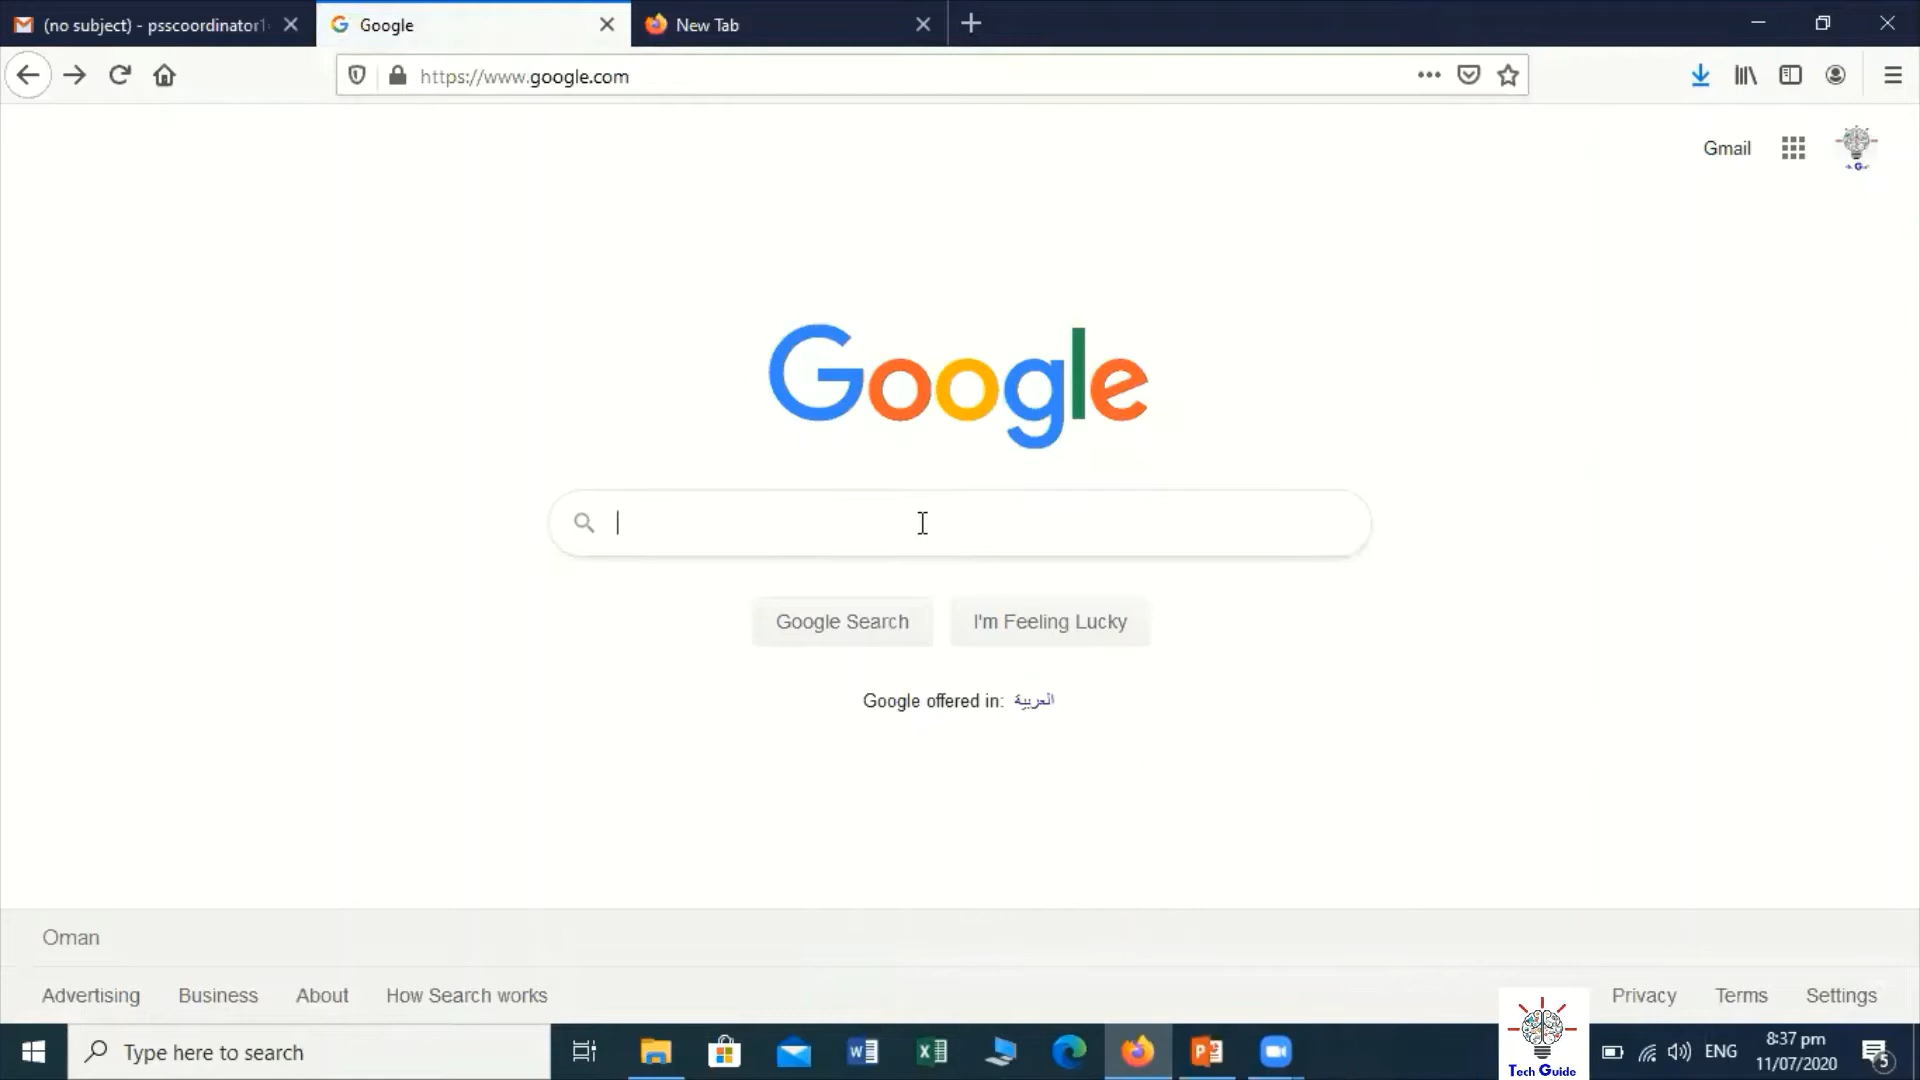 (no subject) - psscoordinator1
Google
New Tab
https://www.google.com
Gmail
Google
Google Search
I'm Feeling Lucky
Google offered in: العربية
Oman
Advertising
Business
About
How Search works
Privacy
Terms
Settings
Type here to search
Tech Guide
ENG
8:37 pm
11/07/2020
5